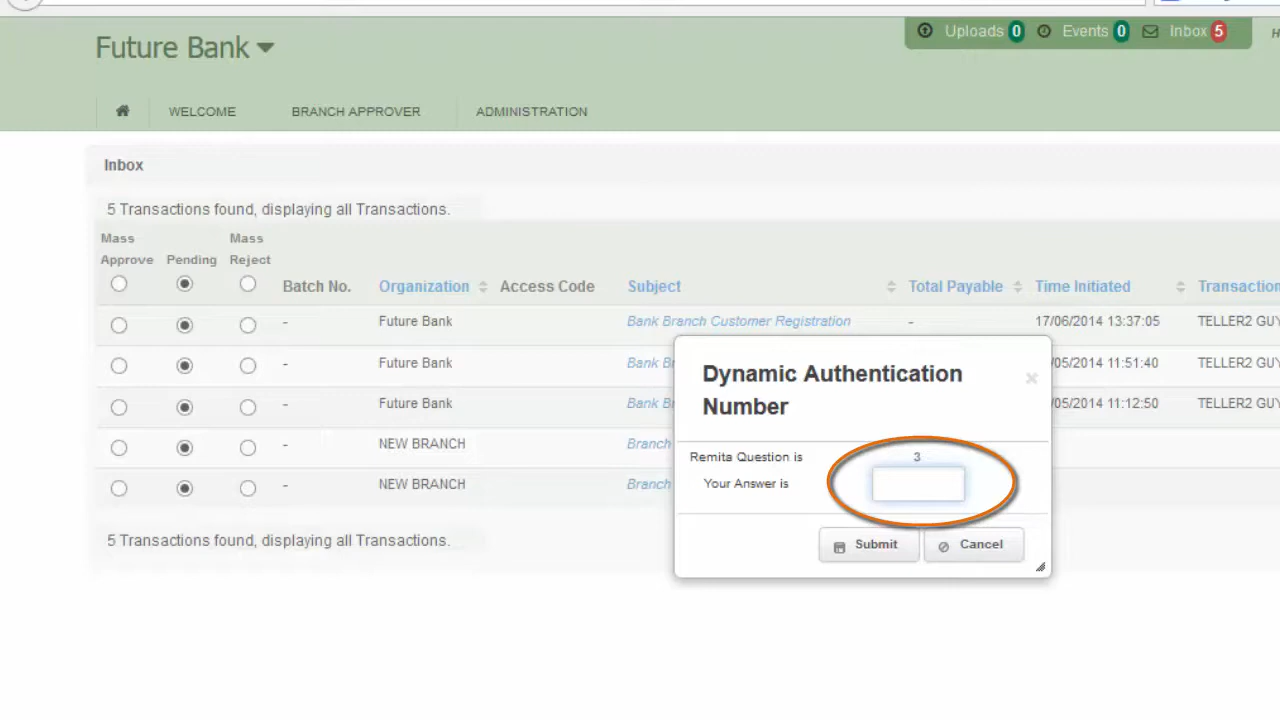 Future Bank
Uploads 0 Events 0 Inbox 5
WELCOME BRANCH APPROVER ADMINISTRATION
Inbox
5 Transactions found, displaying all Transactions.
Mass Approve Pending Mass Reject Batch No. Organization Access Code Subject Total Payable Time Initiated Transaction
- Future Bank Bank Branch Customer Registration - 17/06/2014 13:37:05 TELLER2 GUY
- Future Bank Bank /05/2014 11:51:40 TELLER2 GUY
- Future Bank Bank /05/2014 11:12:50 TELLER2 GUY
- NEW BRANCH Branch
- NEW BRANCH Branch
5 Transactions found, displaying all Transactions.
Dynamic Authentication
Number
Remita Question is 3
Your Answer is
Submit Cancel